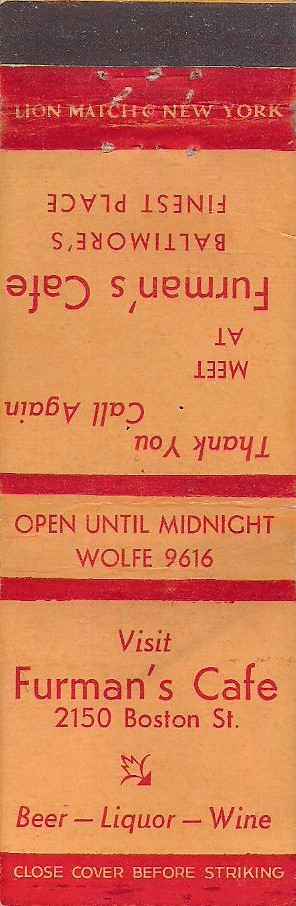 LION MATCH Co NEW YORK
Thank You
Call Again
MEET
AT
Furman's Cafe
BALTIMORE'S
FINEST PLACE
OPEN UNTIL MIDNIGHT
WOLFE 9616
Visit
Furman's Cafe
2150 Boston St.
Beer — Liquor — Wine
CLOSE COVER BEFORE STRIKING